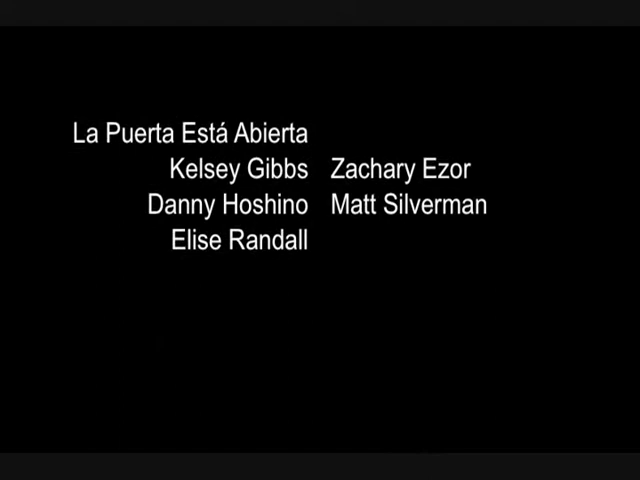 La Puerta Está Abierta
Kelsey Gibbs Zachary Ezor
Danny Hoshino Matt Silverman
Elise Randall